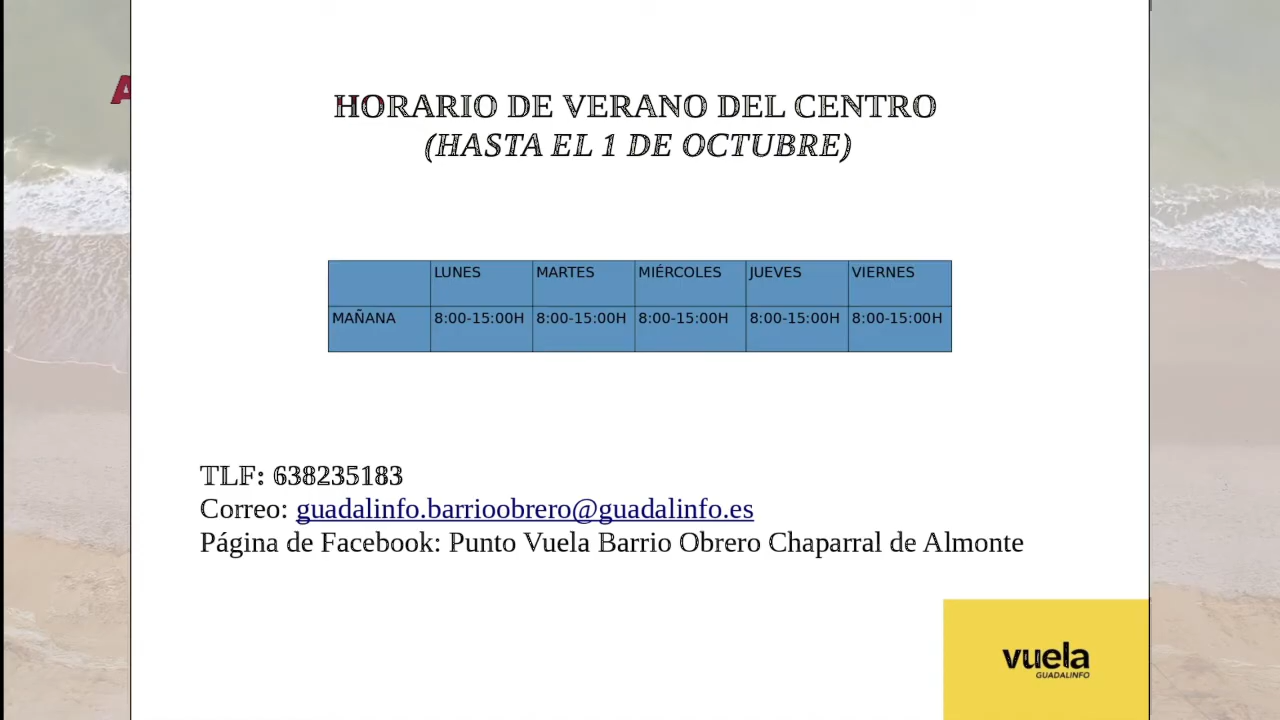 A
HORARIO DE VERANO DEL CENTRO
(HASTA EL 1 DE OCTUBRE)
LUNES MARTES MIÉRCOLES JUEVES VIERNES
MAÑANA 8:00-15:00H 8:00-15:00H 8:00-15:00H 8:00-15:00H 8:00-15:00H
TLF: 638235183
Correo: guadalinfo.barrioobrero@guadalinfo.es
Página de Facebook: Punto Vuela Barrio Obrero Chaparral de Almonte
vuela
GUADALINFO